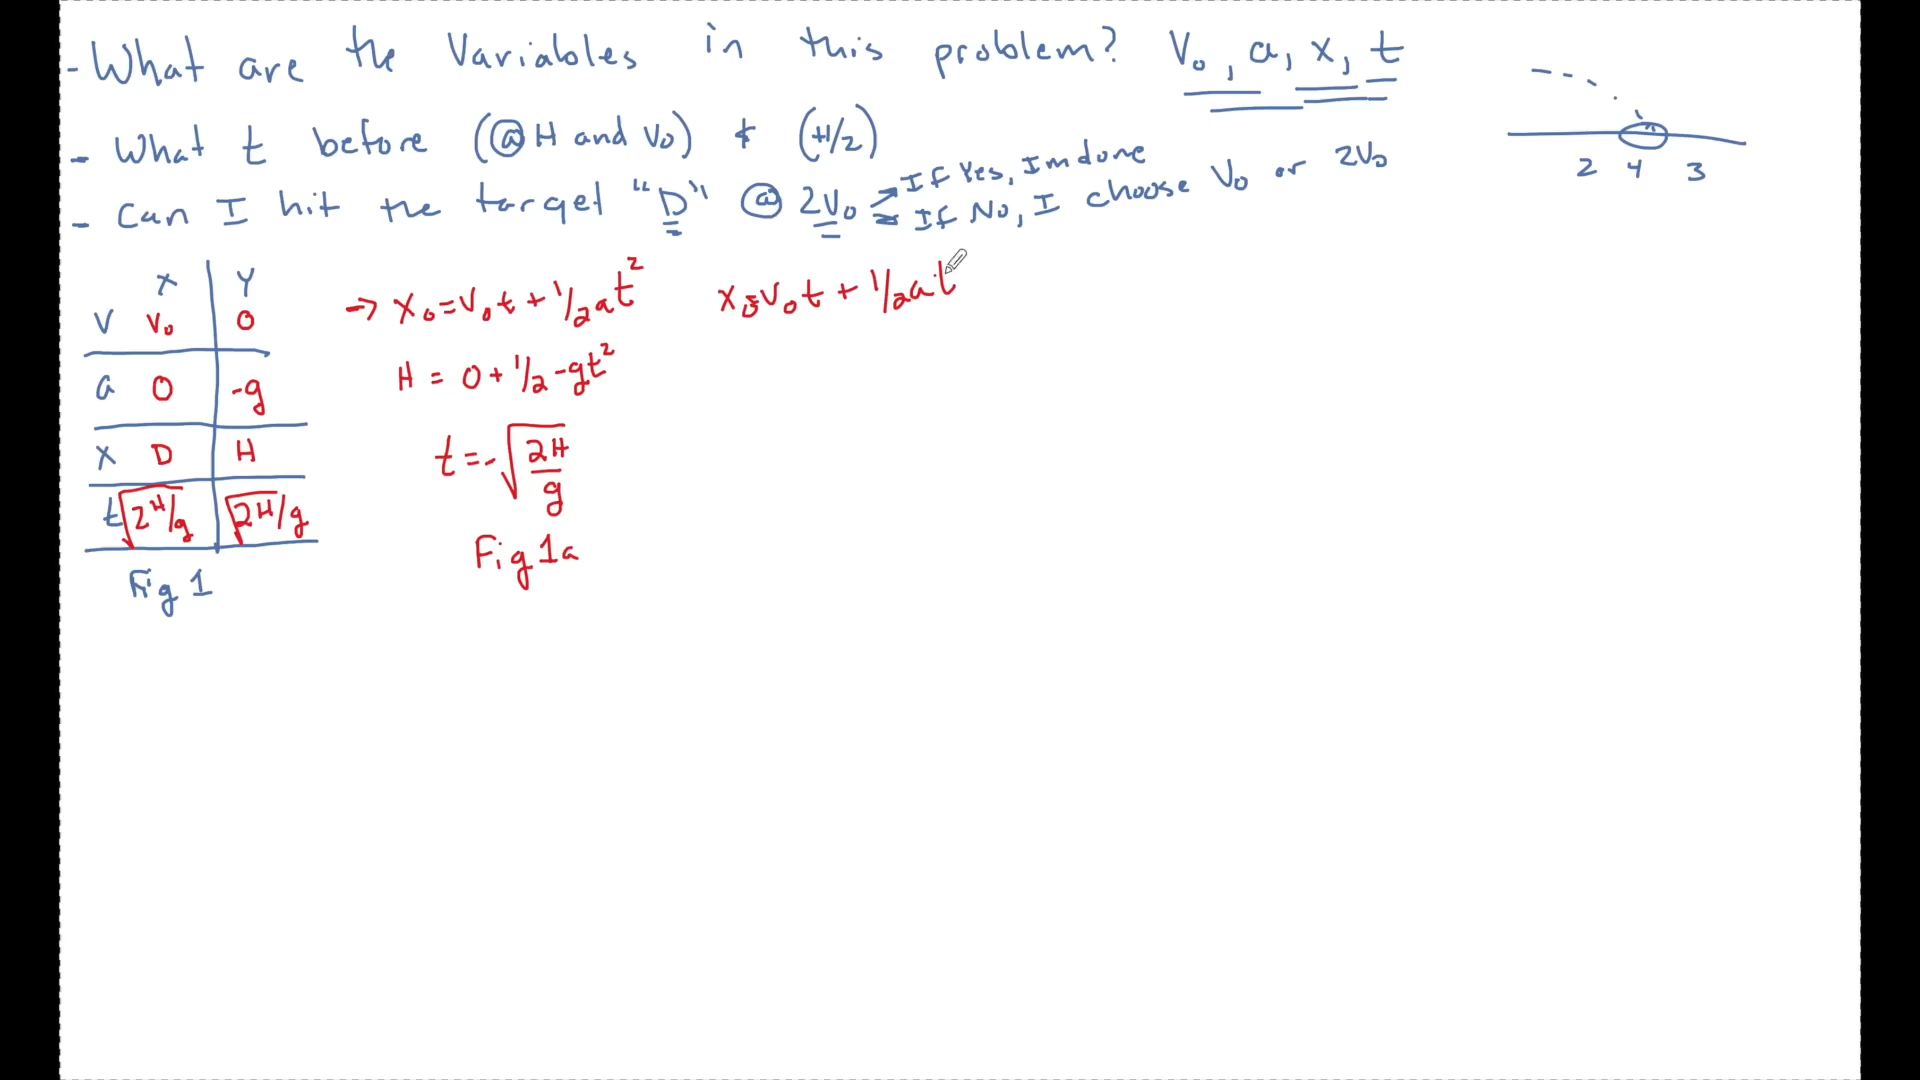 - What are the Variables in this problem? V₀, a, x, t
- What t before (@ H and V₀) & (H/2)
- Can I hit the target "D" @ 2V₀
If Yes, Im done
If No, I choose V₀ or 2V₀
2 4 3
x Y
V V₀ 0
a 0 -g
x D H
t √2H/g √2H/g
Fig 1
→ x₀=V₀t + 1/2at²
H = 0 + 1/2 -gt²
t = -√2H/g
Fig 1a
V₀t + 1/2at